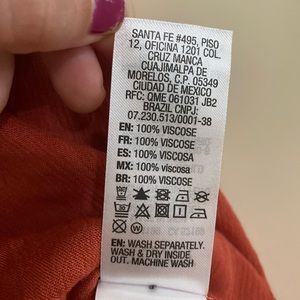 SANTA FE #495, PISO
12, OFICINA 1201 COL.
CRUZ MANCA
CUAJIMALPA DE
MORELOS, C.P. 05349
CIUDAD DE MEXICO
RFC: QME 061031 JB2
BRAZIL CNPJ:
07.230.513/0001-38
EN: 100% VISCOSE
FR: 100% VISCOSE
ES: 100% VISCOSA
MX: 100% viscosa
BR: 100% VISCOSE
EN: WASH SEPARATELY.
WASH & DRY INSIDE
OUT. MACHINE WASH